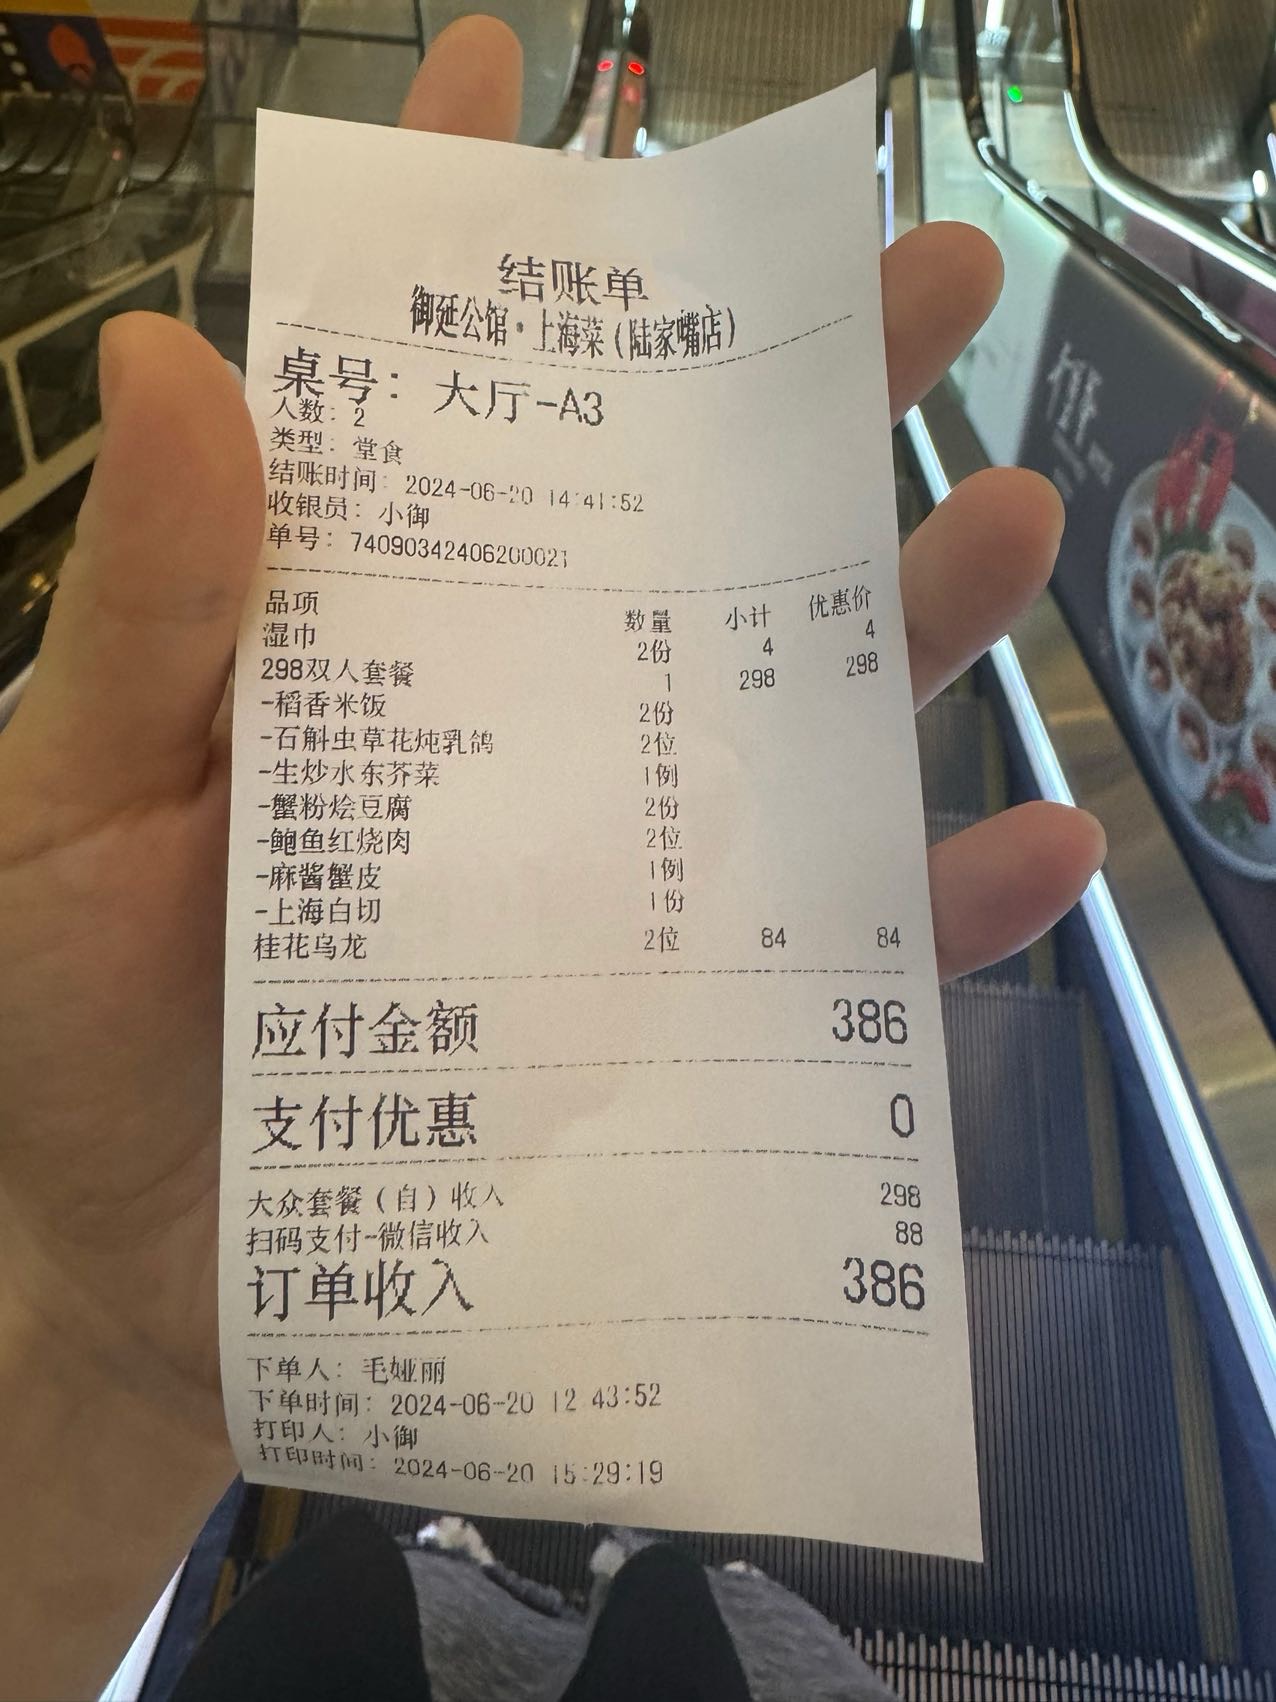 结账单
御延公馆·上海菜(陆家嘴店)
桌号: 大厅-A3
人数: 2
类型: 堂食
结账时间: 2024-06-20 14:41:52
收银员: 小御
单号: 74090342406200021
品项 数量 小计 优惠价
湿巾 2份 4 4
298双人套餐 1 298 298
-稻香米饭 2份
-石斛虫草花炖乳鸽 2位
-生炒水东芥菜 1例
-蟹粉烩豆腐 2份
-鲍鱼红烧肉 2位
-麻酱蟹皮 1例
-上海白切 1份
桂花乌龙 2位 84 84
应付金额 386
支付优惠 0
大众套餐(自)收入 298
扫码支付-微信收入 88
订单收入 386
下单人: 毛娅丽
下单时间: 2024-06-20 12:43:52
打印人: 小御
打印时间: 2024-06-20 15:29:19